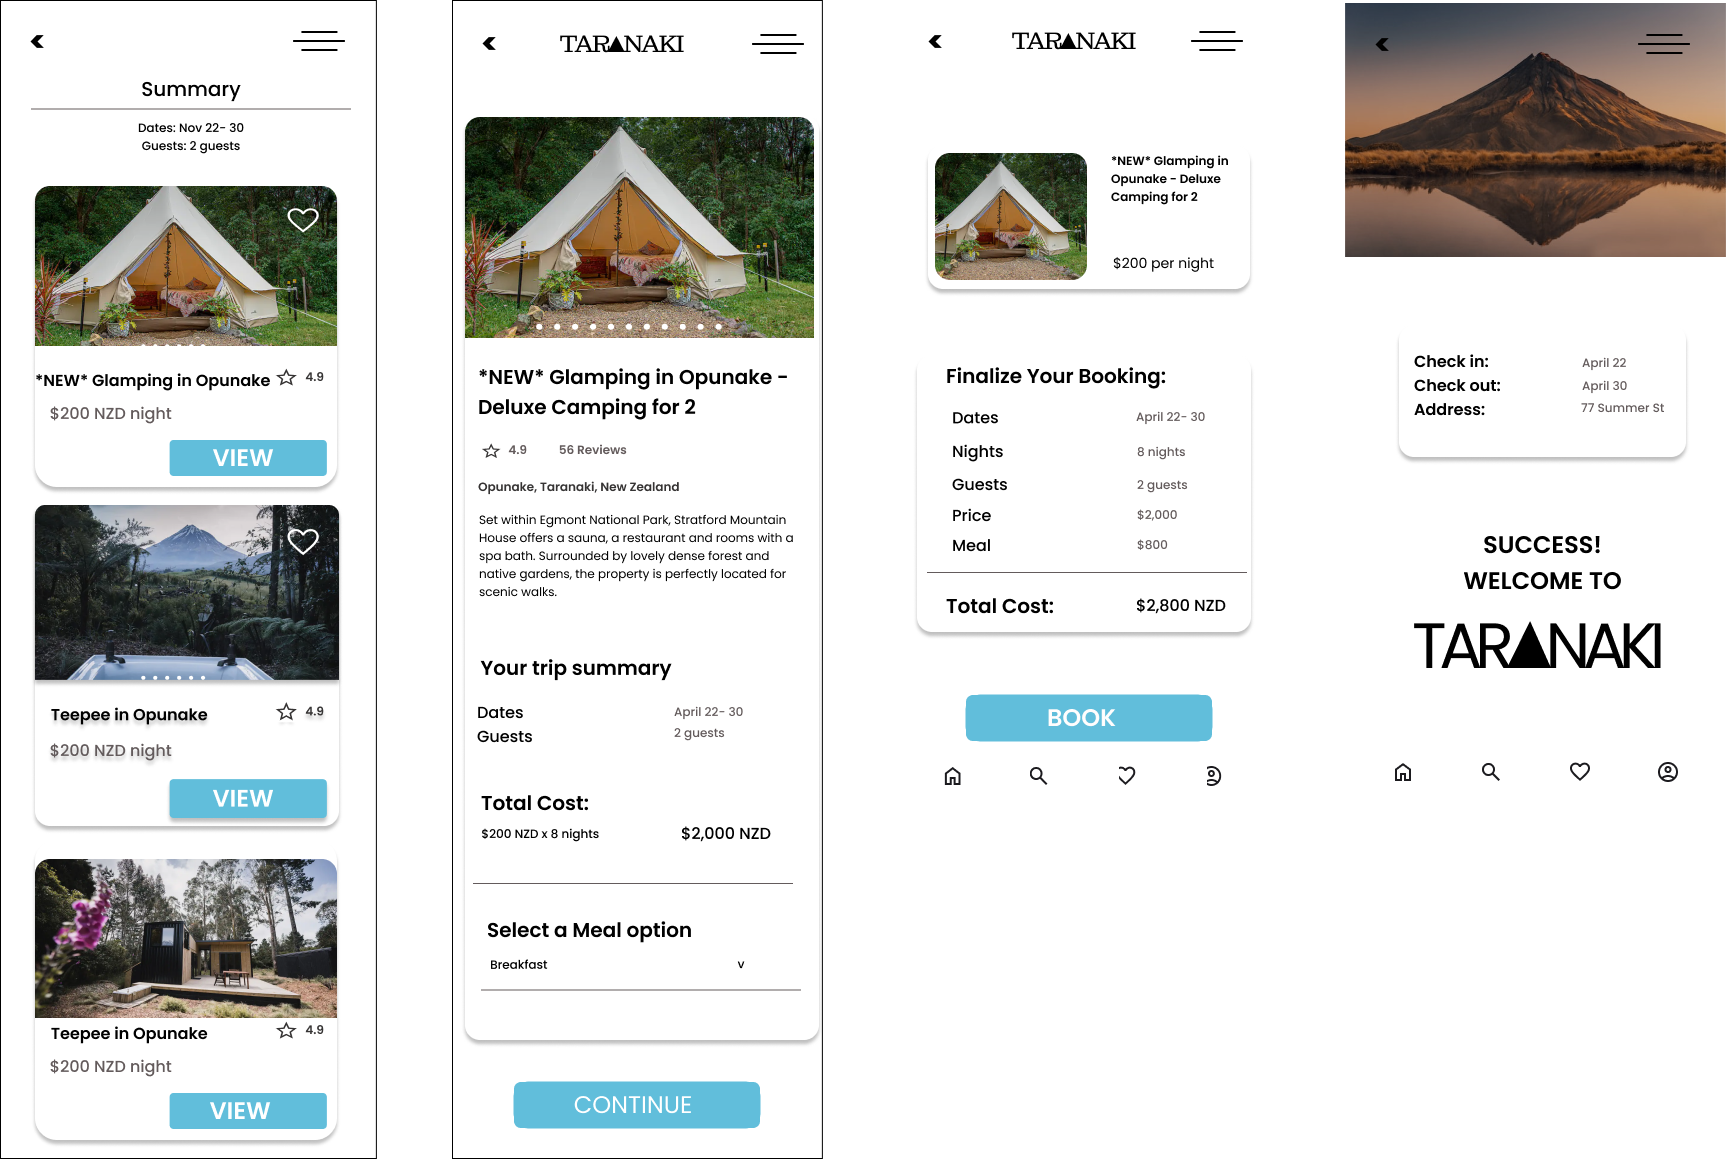 Summary
Dates: Nov 22- 30
Guests: 2 guests
*NEW* Glamping in Opunake 4.9
$200 NZD night
VIEW
Teepee in Opunake 4.9
$200 NZD night
VIEW
Teepee in Opunake 4.9
$200 NZD night
VIEW
TARANAKI
*NEW* Glamping in Opunake -
Deluxe Camping for 2
4.9 56 Reviews
Opunake, Taranaki, New Zealand
Set within Egmont National Park, Stratford Mountain
House offers a sauna, a restaurant and rooms with a
spa bath. Surrounded by lovely dense forest and
native gardens, the property is perfectly located for
scenic walks.
Your trip summary
Dates April 22- 30
Guests 2 guests
Total Cost:
$200 NZD x 8 nights $2,000 NZD
Select a Meal option
Breakfast v
CONTINUE
TARANAKI
*NEW* Glamping in
Opunake - Deluxe
Camping for 2
$200 per night
Finalize Your Booking:
Dates April 22- 30
Nights 8 nights
Guests 2 guests
Price $2,000
Meal $800
Total Cost: $2,800 NZD
BOOK
Check in: April 22
Check out: April 30
Address: 77 Summer St
SUCCESS!
WELCOME TO
TARANAKI